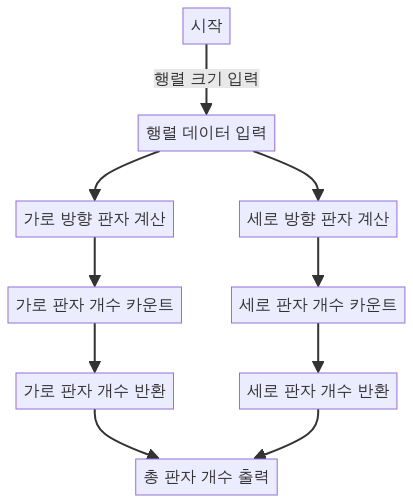 시작
행렬 크기 입력
행렬 데이터 입력
가로 방향 판자 계산
세로 방향 판자 계산
가로 판자 개수 카운트
세로 판자 개수 카운트
가로 판자 개수 반환
세로 판자 개수 반환
총 판자 개수 출력